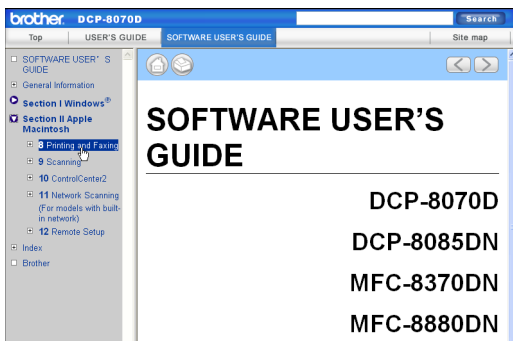 brother. DCP-8070D
Search
Top USER'S GUIDE SOFTWARE USER'S GUIDE Site map
SOFTWARE USER' S
GUIDE
General Information
Section I Windows®
Section II Apple
Macintosh
8 Printing and Faxing
9 Scanning
10 ControlCenter2
11 Network Scanning
(For models with built-
in network)
12 Remote Setup
Index
Brother
SOFTWARE USER'S
GUIDE
DCP-8070D
DCP-8085DN
MFC-8370DN
MFC-8880DN